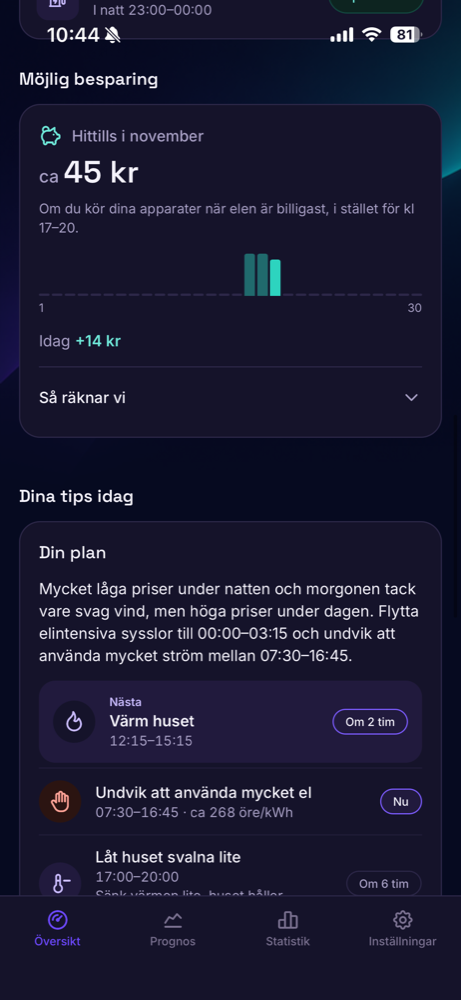 I natt 23:00–00:00
10:44
81
Möjlig besparing
Hittills i november
ca 45 kr
Om du kör dina apparater när elen är billigast, i stället för kl
17–20.
1
30
Idag +14 kr
Så räknar vi
Dina tips idag
Din plan
Mycket låga priser under natten och morgonen tack
vare svag vind, men höga priser under dagen. Flytta
elintensiva sysslor till 00:00–03:15 och undvik att
använda mycket ström mellan 07:30–16:45.
Nästa
Värm huset
12:15–15:15
Om 2 tim
Undvik att använda mycket el
07:30–16:45 · ca 268 öre/kWh
Nu
Låt huset svalna lite
17:00–20:00
Om 6 tim
Översikt
Prognos
Statistik
Inställningar